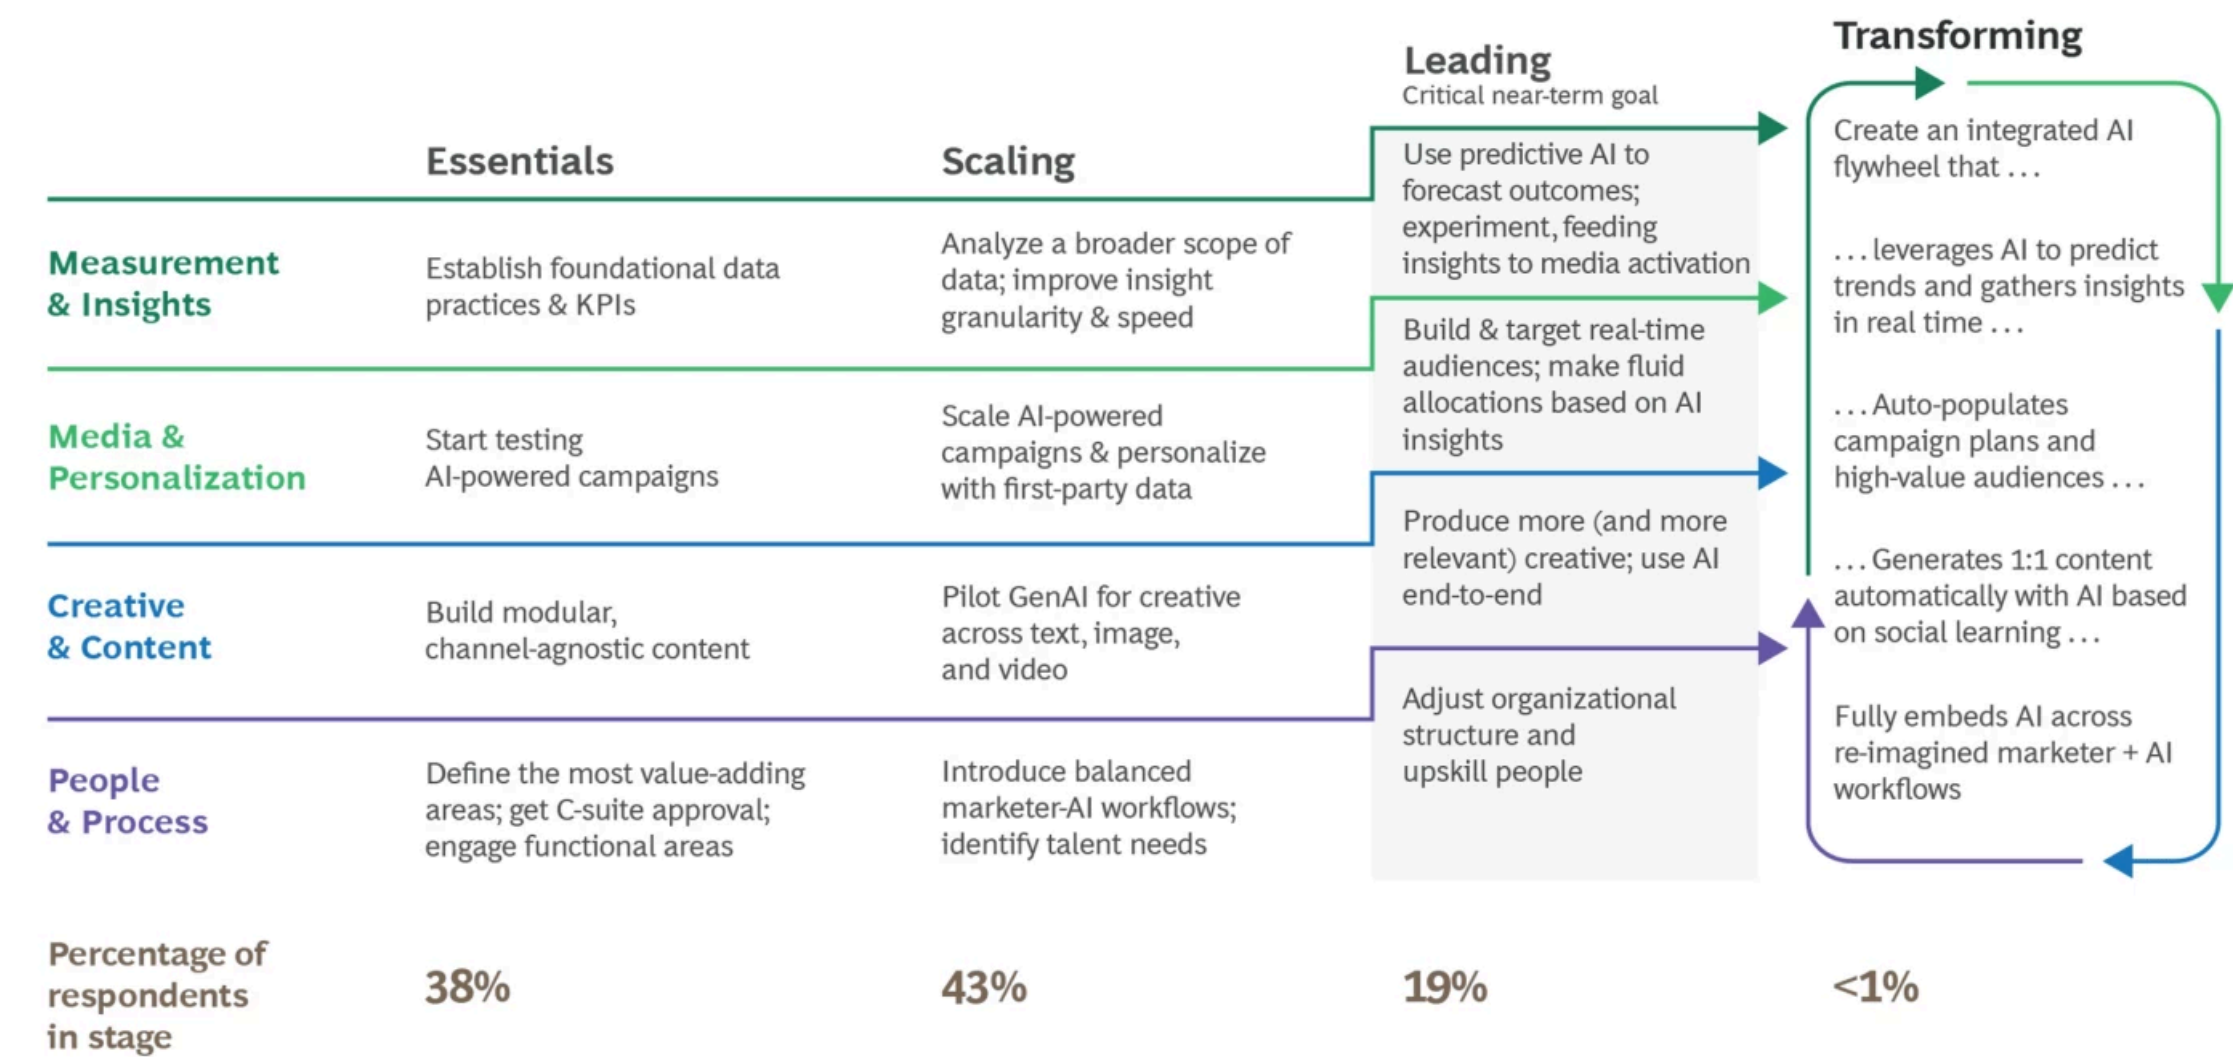 Essentials
Scaling
Leading
Critical near-term goal
Transforming
Measurement
& Insights
Establish foundational data
practices & KPIs
Analyze a broader scope of
data; improve insight
granularity & speed
Use predictive AI to
forecast outcomes;
experiment, feeding
insights to media activation
Create an integrated AI
flywheel that . . .
. . . leverages AI to predict
trends and gathers insights
in real time . . .
Media &
Personalization
Start testing
AI-powered campaigns
Scale AI-powered
campaigns & personalize
with first-party data
Build & target real-time
audiences; make fluid
allocations based on AI
insights
. . . Auto-populates
campaign plans and
high-value audiences . . .
Creative
& Content
Build modular,
channel-agnostic content
Pilot GenAI for creative
across text, image,
and video
Produce more (and more
relevant) creative; use AI
end-to-end
. . . Generates 1:1 content
automatically with AI based
on social learning . . .
People
& Process
Define the most value-adding
areas; get C-suite approval;
engage functional areas
Introduce balanced
marketer-AI workflows;
identify talent needs
Adjust organizational
structure and
upskill people
Fully embeds AI across
re-imagined marketer + AI
workflows
Percentage of
respondents
in stage
38%
43%
19%
<1%